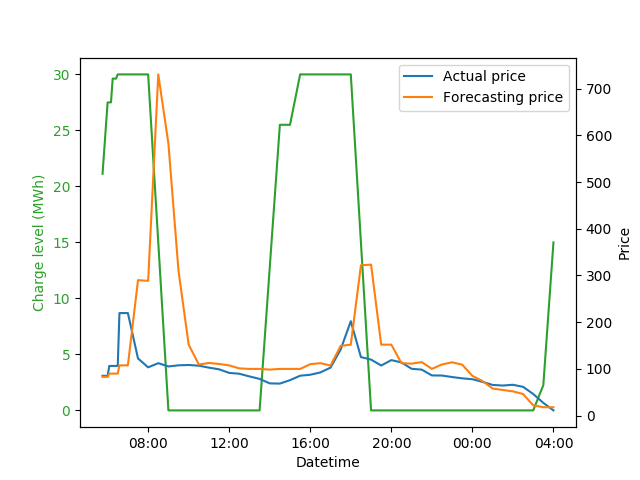 Actual price
Forecasting price
30
25
20
15
10
5
0
Charge level (MWh)
700
600
500
400
300
200
100
0
Price
08:00 12:00 16:00 20:00 00:00 04:00
Datetime